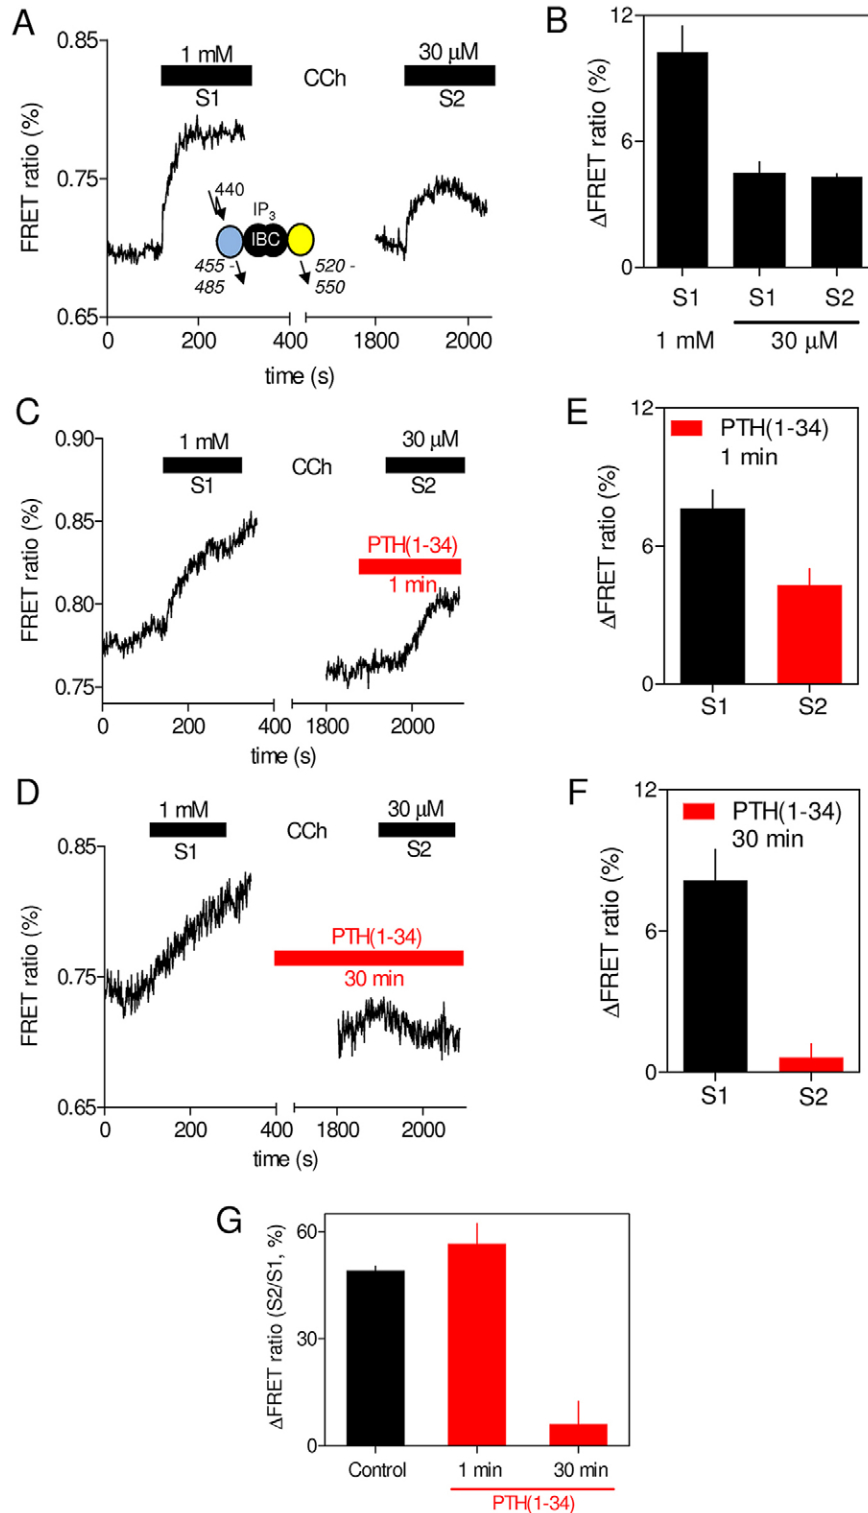 A
0.85
0.75
0.65
FRET ratio (%)
1 mM
S1
CCh
30 μM
S2
440
IP3
IBC
455 -
485
520 -
550
0
200
400
1800
2000
time (s)
B
12
6
0
ΔFRET ratio (%)
S1
S1
S2
1 mM
30 μM
C
0.90
0.85
0.80
0.75
FRET ratio (%)
1 mM
S1
CCh
30 μM
S2
PTH(1-34)
1 min
0
200
400
1800
2000
time (s)
E
12
6
0
ΔFRET ratio (%)
PTH(1-34)
1 min
S1
S2
D
0.85
0.75
0.65
FRET ratio (%)
1 mM
S1
CCh
30 μM
S2
PTH(1-34)
30 min
0
200
400
1800
2000
time (s)
F
12
6
0
ΔFRET ratio (%)
PTH(1-34)
30 min
S1
S2
G
60
30
0
ΔFRET ratio (S2/S1, %)
Control
1 min
30 min
PTH(1-34)